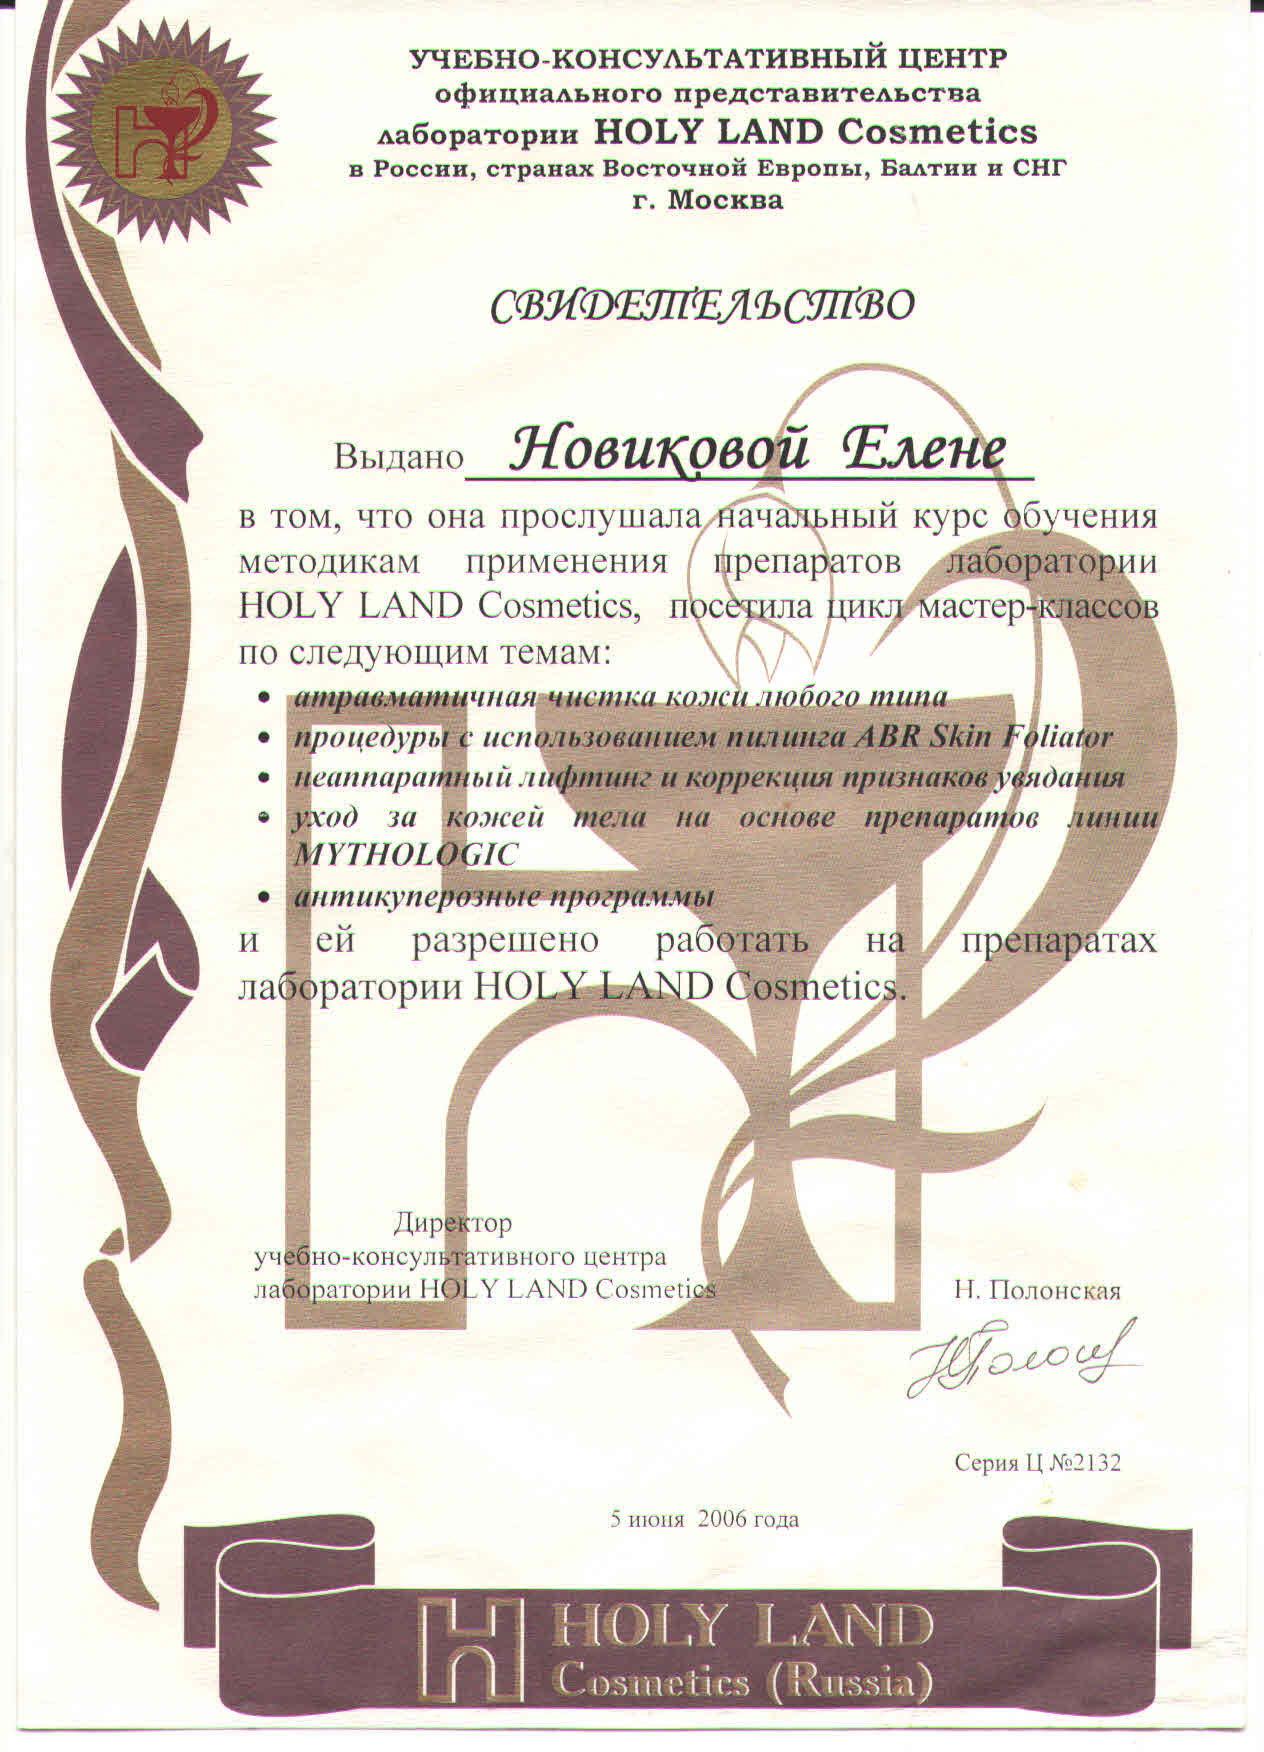 УЧЕБНО-КОНСУЛЬТАТИВНЫЙ ЦЕНТР
официального представительства
лаборатории HOLY LAND Cosmetics
в России, странах Восточной Европы, Балтии и СНГ
г. Москва
СВИДЕТЕЛЬСТВО
Выдано Новиковой Елене
в том, что она прослушала начальный курс обучения
методикам применения препаратов лаборатории
HOLY LAND Cosmetics, посетила цикл мастер-классов
по следующим темам:
• атравматичная чистка кожи любого типа
• процедуры с использованием пилинга ABR Skin Foliator
• неаппаратный лифтинг и коррекция признаков увядания
• уход за кожей тела на основе препаратов линии
MYTHOLOGIC
• антикуперозные программы
и ей разрешено работать на препаратах
лаборатории HOLY LAND Cosmetics.
Директор
учебно-консультативного центра
лаборатории HOLY LAND Cosmetics
Н. Полонская
Серия Ц №2132
5 июня 2006 года
HOLY LAND
Cosmetics (Russia)